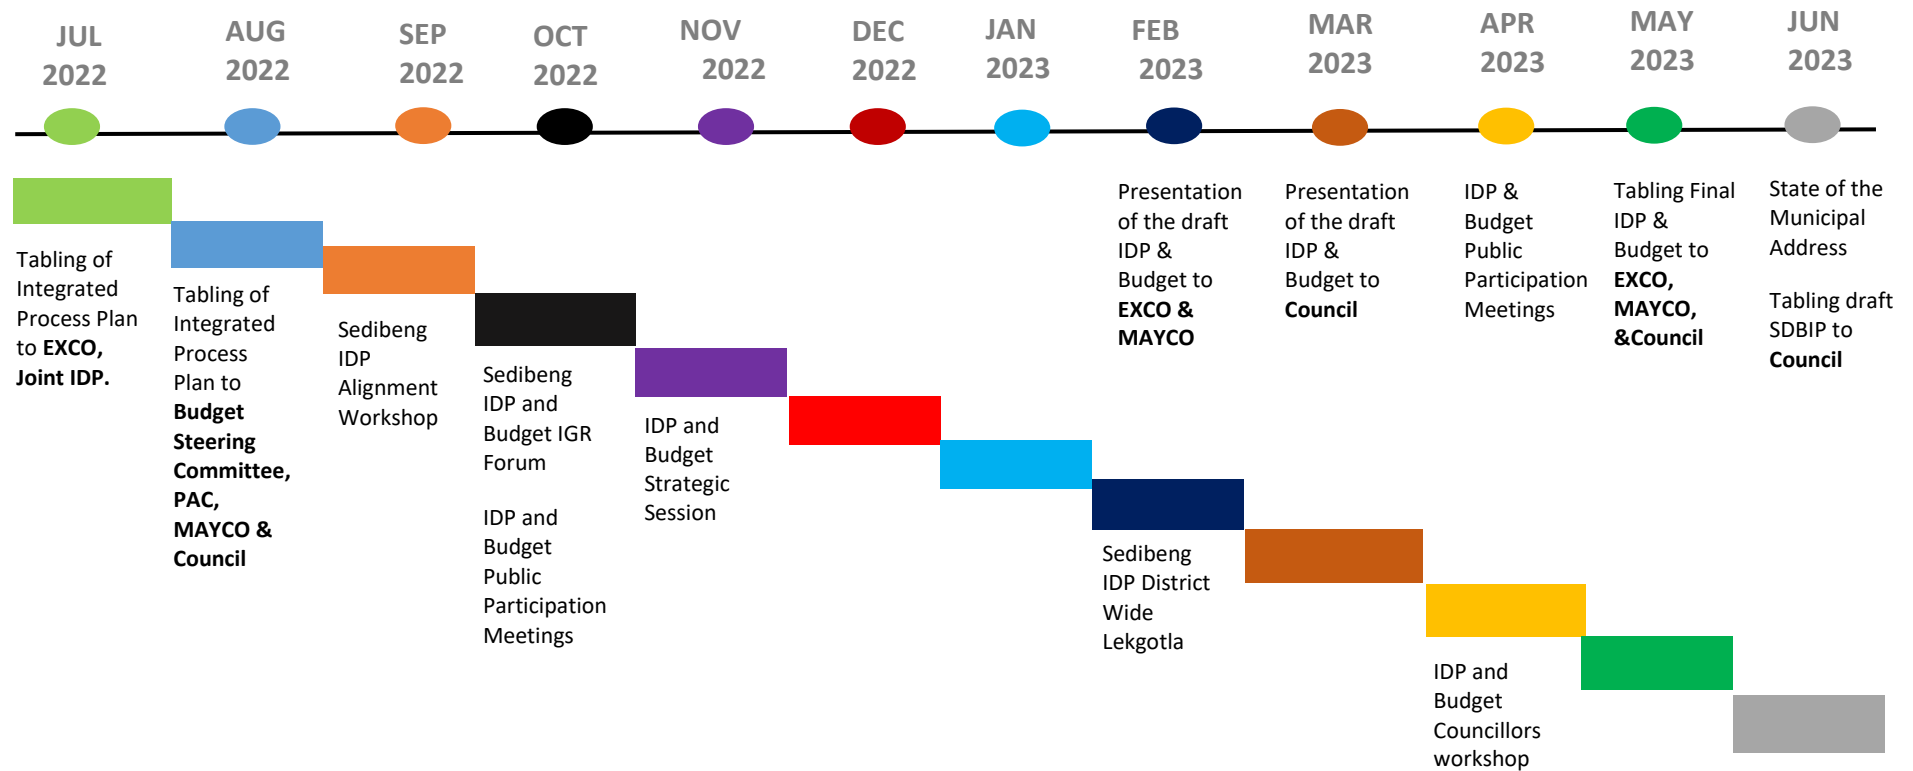 JUL
2022
AUG
2022
SEP
2022
OCT
2022
NOV
2022
DEC
2022
JAN
2023
FEB
2023
MAR
2023
APR
2023
MAY
2023
JUN
2023
Tabling of
Integrated
Process Plan
to EXCO,
Joint IDP.
Tabling of
Integrated
Process
Plan to
Budget
Steering
Committee,
PAC,
MAYCO &
Council
Sedibeng
IDP
Alignment
Workshop
Sedibeng
IDP and
Budget IGR
Forum
IDP and
Budget
Public
Participation
Meetings
IDP and
Budget
Strategic
Session
Presentation
of the draft
IDP &
Budget to
EXCO &
MAYCO
Sedibeng
IDP District
Wide
Lekgotla
Presentation
of the draft
IDP &
Budget to
Council
IDP &
Budget
Public
Participation
Meetings
IDP and
Budget
Councillors
workshop
Tabling Final
IDP &
Budget to
EXCO,
MAYCO,
&Council
State of the
Municipal
Address
Tabling draft
SDBIP to
Council